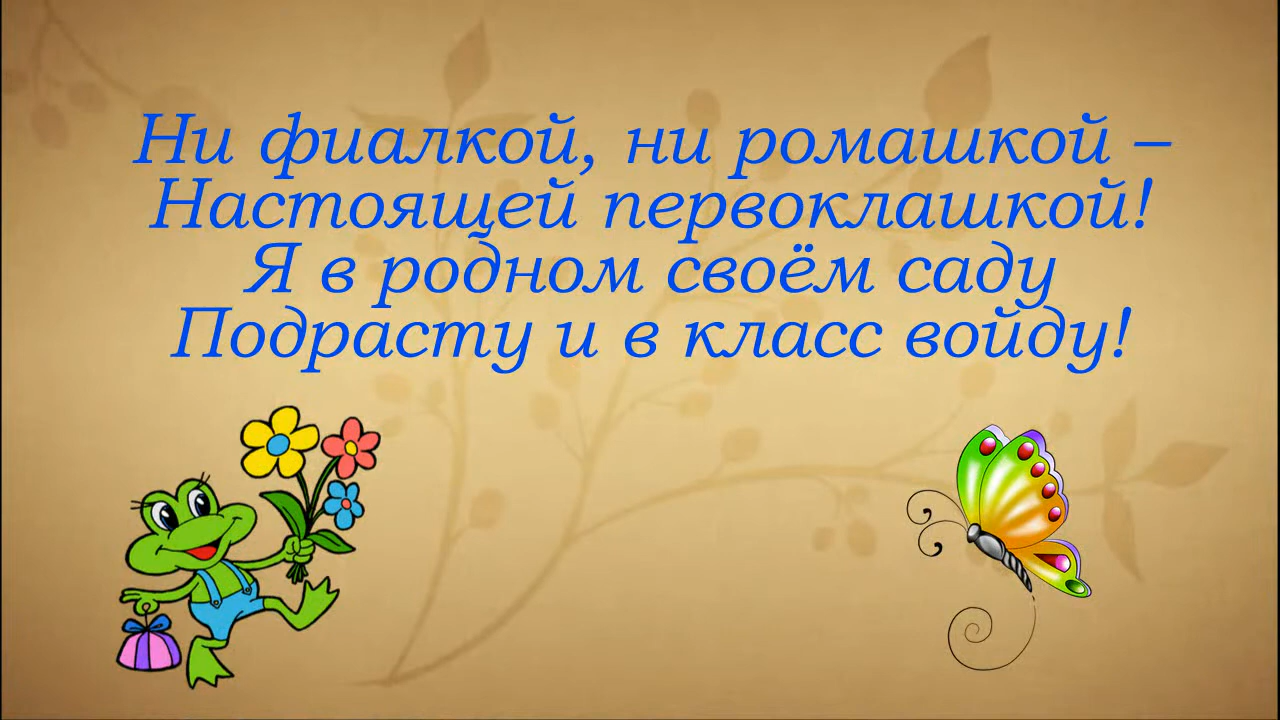 Ни фиалкой, ни ромашкой –
Настоящей первоклашкой!
Я в родном своём саду
Подрасту и в класс войду!